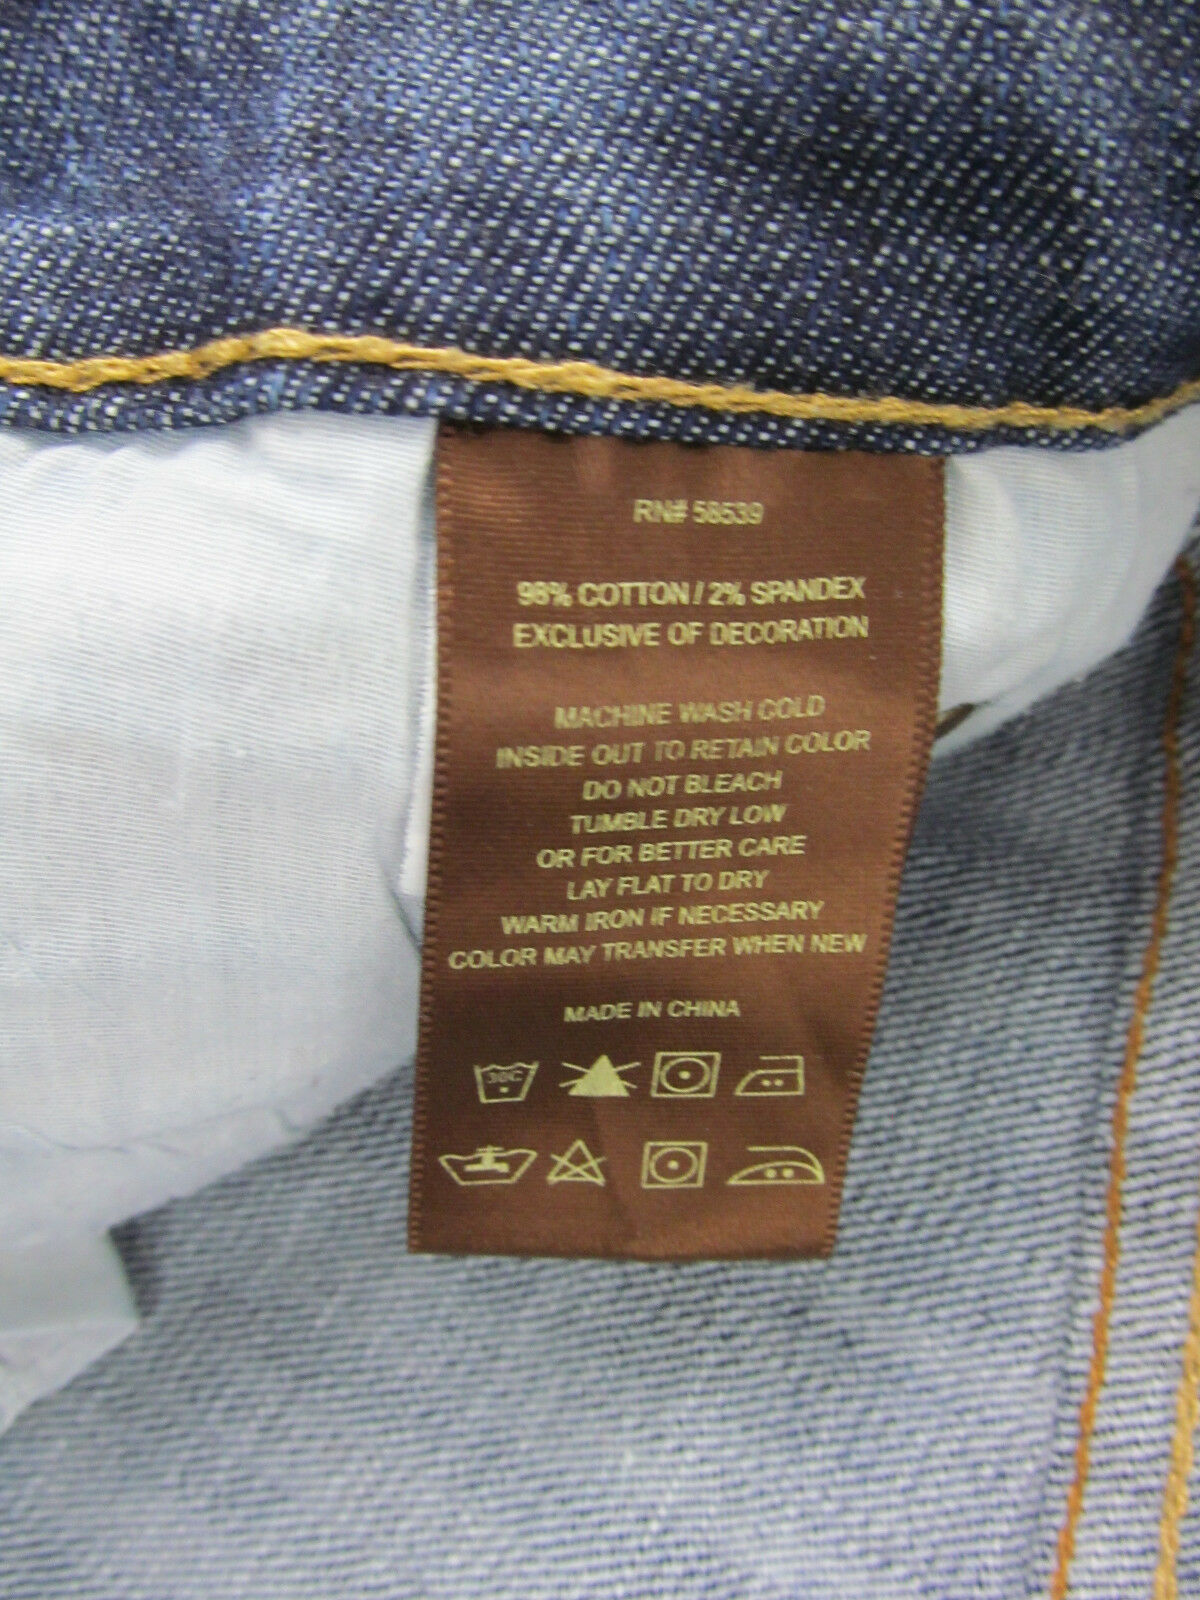 RN# 58539
98% COTTON / 2% SPANDEX
EXCLUSIVE OF DECORATION
MACHINE WASH COLD
INSIDE OUT TO RETAIN COLOR
DO NOT BLEACH
TUMBLE DRY LOW
OR FOR BETTER CARE
LAY FLAT TO DRY
WARM IRON IF NECESSARY
COLOR MAY TRANSFER WHEN NEW
MADE IN CHINA
30C